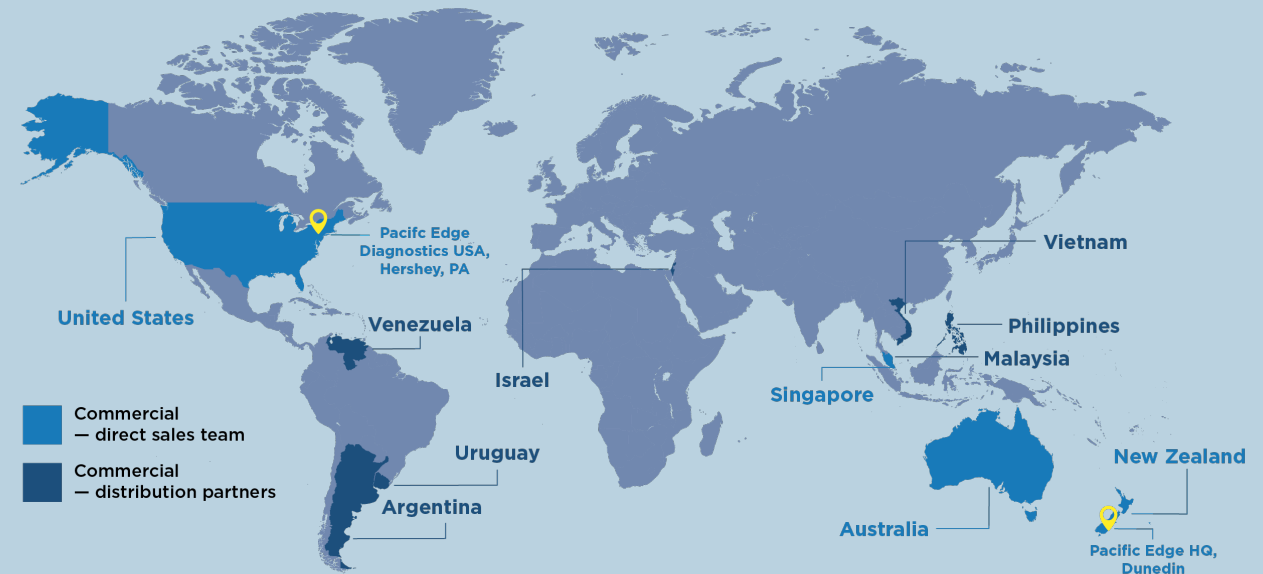 Vietnam
Pacifc Edge
Diagnostics USA,
Hershey, PA
United States
Venezuela
Philippines
Malaysia
Israel
Singapore
Commercial
— direct sales team
Commercial
— distribution partners
Uruguay
New Zealand
Argentina
Australia
Pacific Edge HQ,
Dunedin